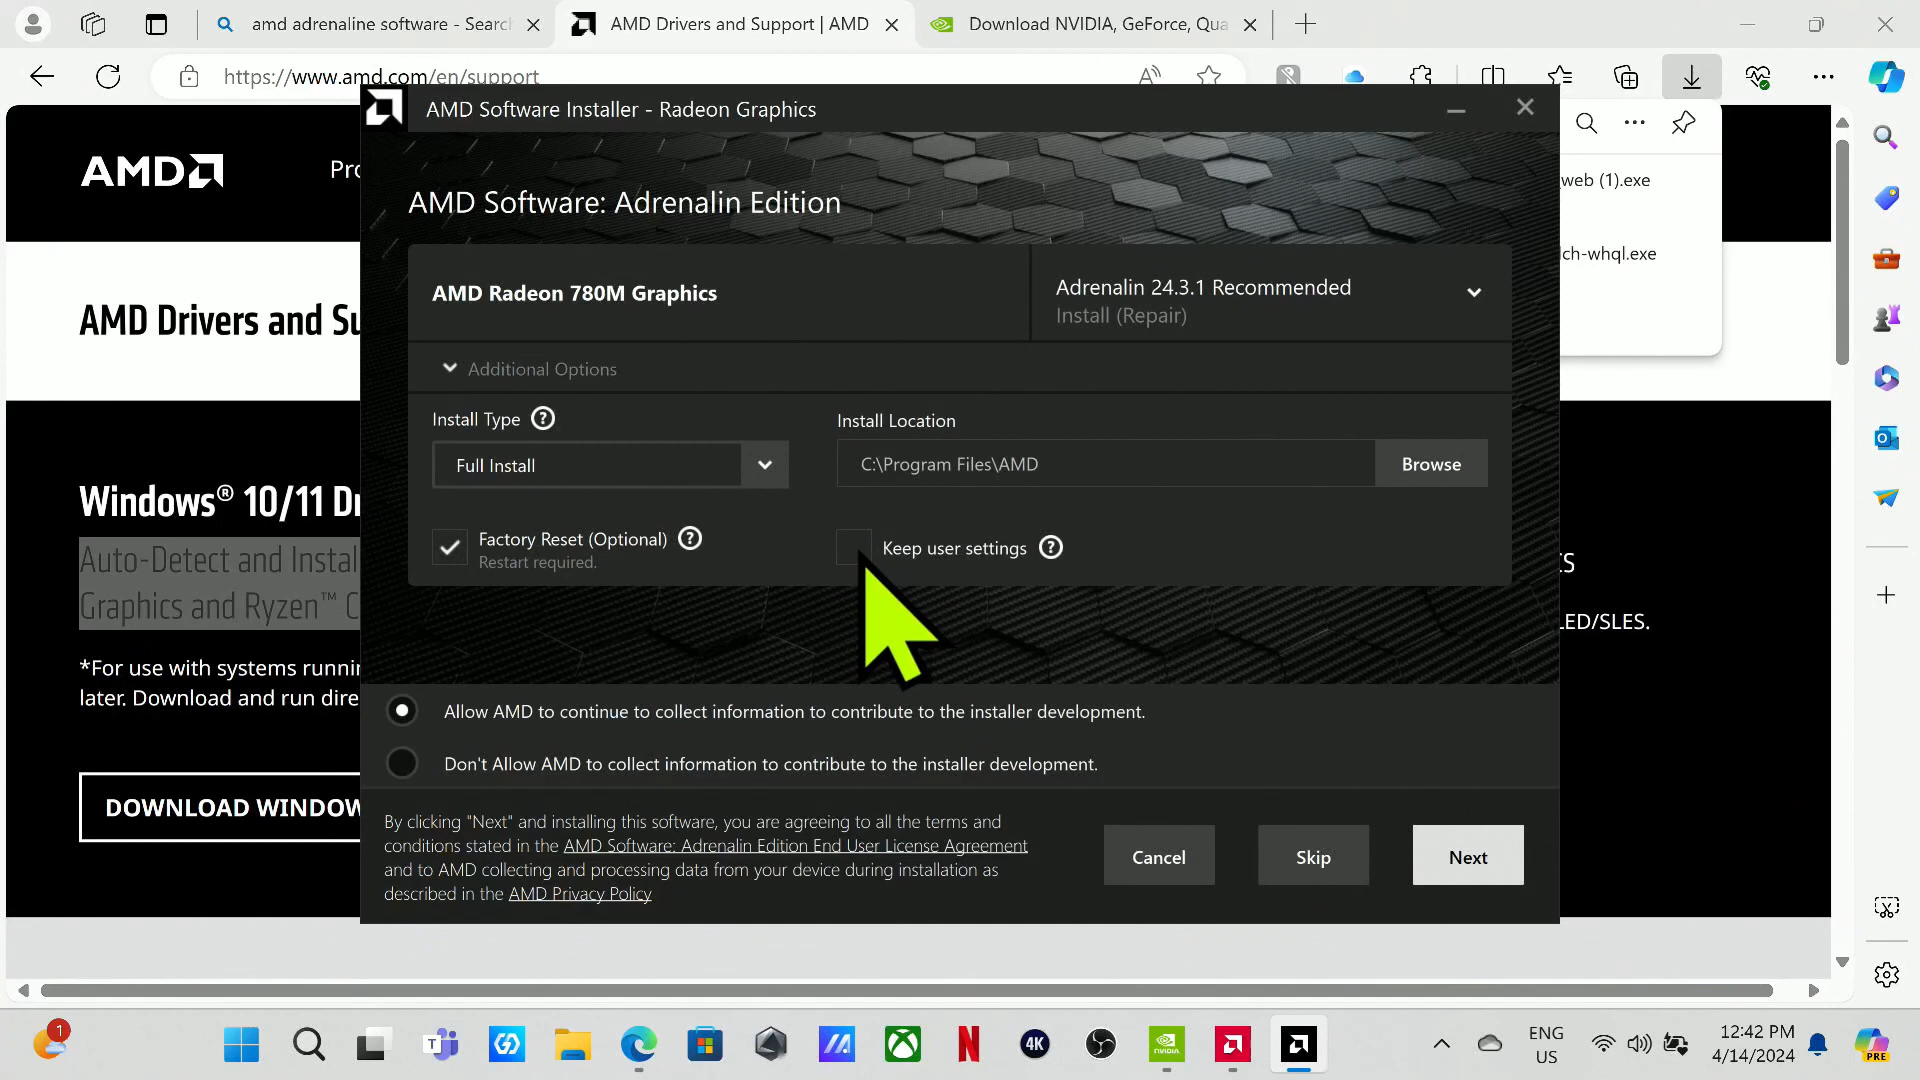 amd adrenaline software - Search
AMD Drivers and Support | AMD
Download NVIDIA, GeForce, Qua
https://www.amd.com/en/support
AMD Software Installer - Radeon Graphics
web (1).exe
ch-whql.exe
AMD
Pro
AMD Software: Adrenalin Edition
AMD Radeon 780M Graphics
Adrenalin 24.3.1 Recommended
Install (Repair)
AMD Drivers and Su
Additional Options
Install Type
Install Location
Full Install
C:\Program Files\AMD
Browse
Windows® 10/11 Dr
Auto-Detect and Instal
Graphics and Ryzen™ C
Factory Reset (Optional)
Restart required.
Keep user settings
S
LED/SLES.
*For use with systems runnin
later. Download and run dire
Allow AMD to continue to collect information to contribute to the installer development.
Don't Allow AMD to collect information to contribute to the installer development.
DOWNLOAD WINDOW
By clicking "Next" and installing this software, you are agreeing to all the terms and
conditions stated in the AMD Software: Adrenalin Edition End User License Agreement
and to AMD collecting and processing data from your device during installation as
described in the AMD Privacy Policy
Cancel
Skip
Next
1
4K
NVIDIA
ENG
US
12:42 PM
4/14/2024
PRE